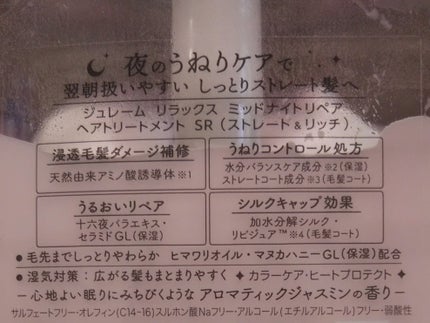 夜のうねりケアで
翌朝扱いやすい しっとりストレート髪へ
ジュレーム リラックス ミッドナイトリペア
ヘアトリートメント SR(ストレート&リッチ)
浸透毛髪ダメージ補修
天然由来アミノ酸誘導体※1
うねりコントロール処方
水分バランスケア成分※2(保湿)
ストレートコート成分※3(毛髪コート)
うるおいリペア
十六夜バラエキス・
セラミドGL(保湿)
シルクキャップ効果
加水分解シルク・
リピジュア™※4(毛髪コート)
●毛先までしっとりやわらか ヒマワリオイル・マヌカハニーGL(保湿)配合
●湿気対策:広がる髪もまとまりやすく ✦カラーケア・ヒートプロテクト
―心地よい眠りにみちびくような アロマティックジャスミンの香り―
サルフェートフリー・オレフィン(C14-16)スルホン酸Naフリー・アルコール(エチルアルコール)フリー・弱酸性